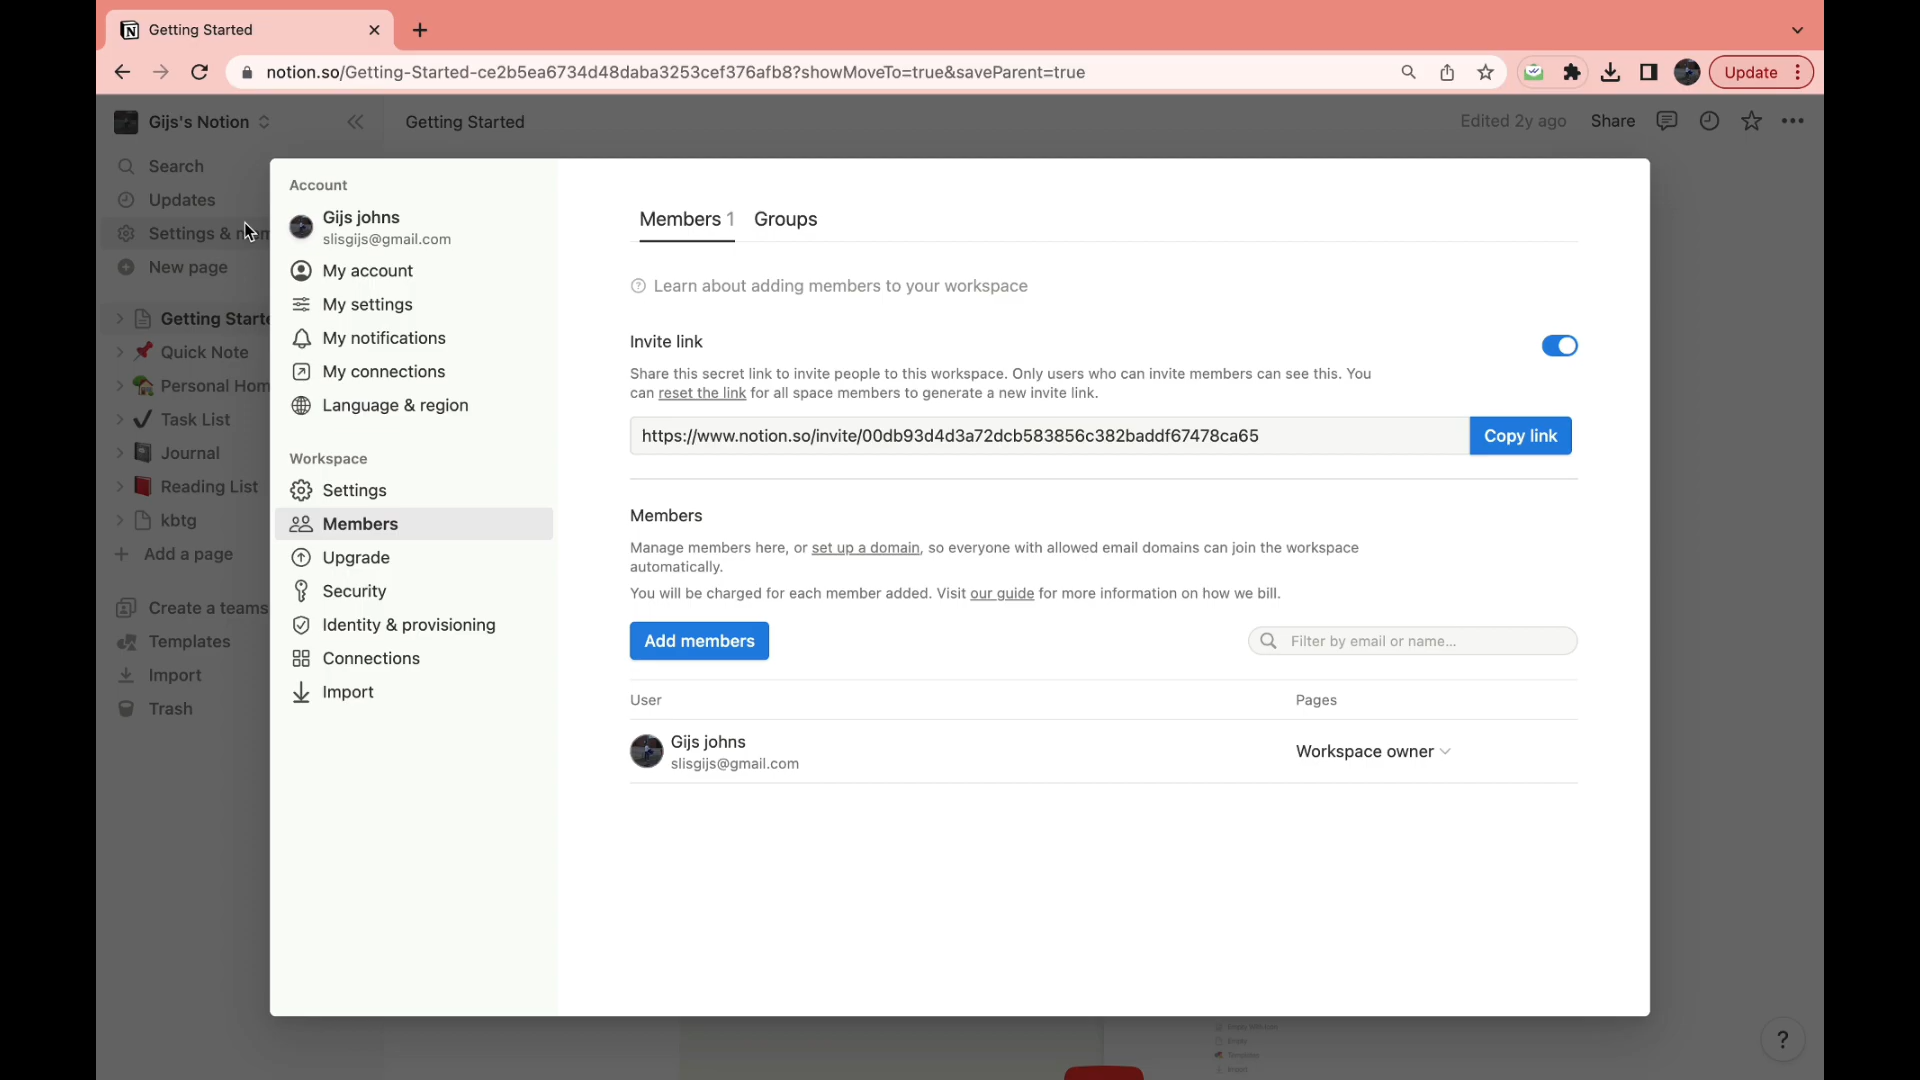 Getting Started
notion.so/Getting-Started-ce2b5ea6734d48daba3253cef376afb8?showMoveTo=true&saveParent=true
Update
Gijs's Notion
Getting Started
Edited 2y ago
Share
Search
Updates
Settings &
New page
Getting Starte
Quick Note
Personal Hom
Task List
Journal
Reading List
kbtg
Add a page
Create a teams
Templates
Import
Trash
Account
Gijs johns
slisgijs@gmail.com
My account
My settings
My notifications
My connections
Language & region
Workspace
Settings
Members
Upgrade
Security
Identity & provisioning
Connections
Import
Members 1 Groups
Learn about adding members to your workspace
Invite link
Share this secret link to invite people to this workspace. Only users who can invite members can see this. You
can reset the link for all space members to generate a new invite link.
https://www.notion.so/invite/00db93d4d3a72dcb583856c382baddf67478ca65
Copy link
Members
Manage members here, or set up a domain, so everyone with allowed email domains can join the workspace
automatically.
You will be charged for each member added. Visit our guide for more information on how we bill.
Add members
Filter by email or name...
User
Pages
Gijs johns
slisgijs@gmail.com
Workspace owner
Templates
Import
?